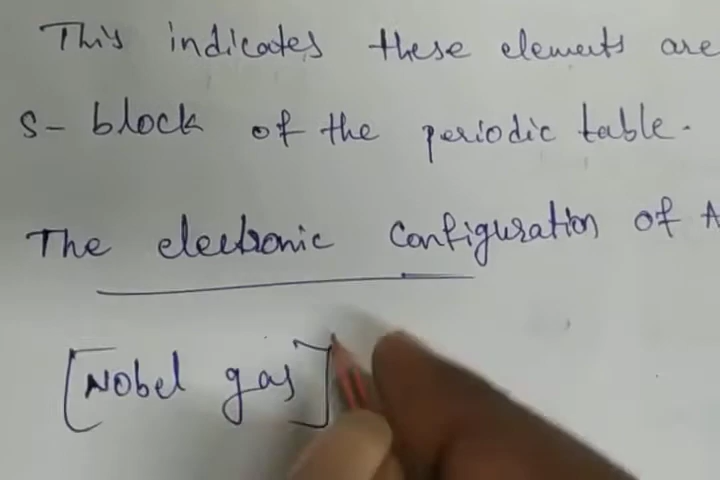 This indicates these elements are
s- block of the periodic table.
The electronic configuration of A
[Nobel gas]